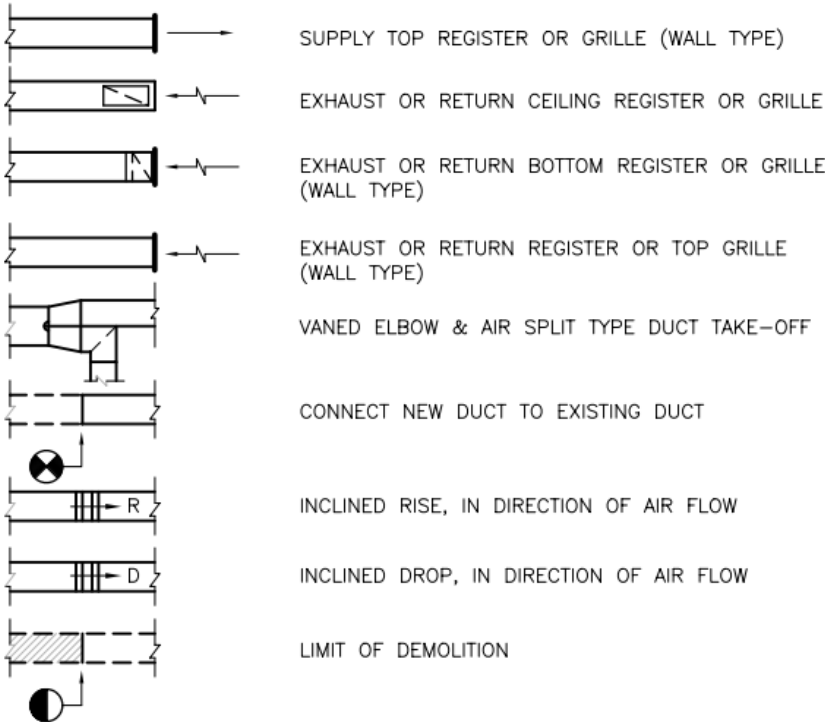 SUPPLY TOP REGISTER OR GRILLE (WALL TYPE)
EXHAUST OR RETURN CEILING REGISTER OR GRILLE
EXHAUST OR RETURN BOTTOM REGISTER OR GRILLE
(WALL TYPE)
EXHAUST OR RETURN REGISTER OR TOP GRILLE
(WALL TYPE)
VANED ELBOW & AIR SPLIT TYPE DUCT TAKE-OFF
CONNECT NEW DUCT TO EXISTING DUCT
R
INCLINED RISE, IN DIRECTION OF AIR FLOW
D
INCLINED DROP, IN DIRECTION OF AIR FLOW
LIMIT OF DEMOLITION